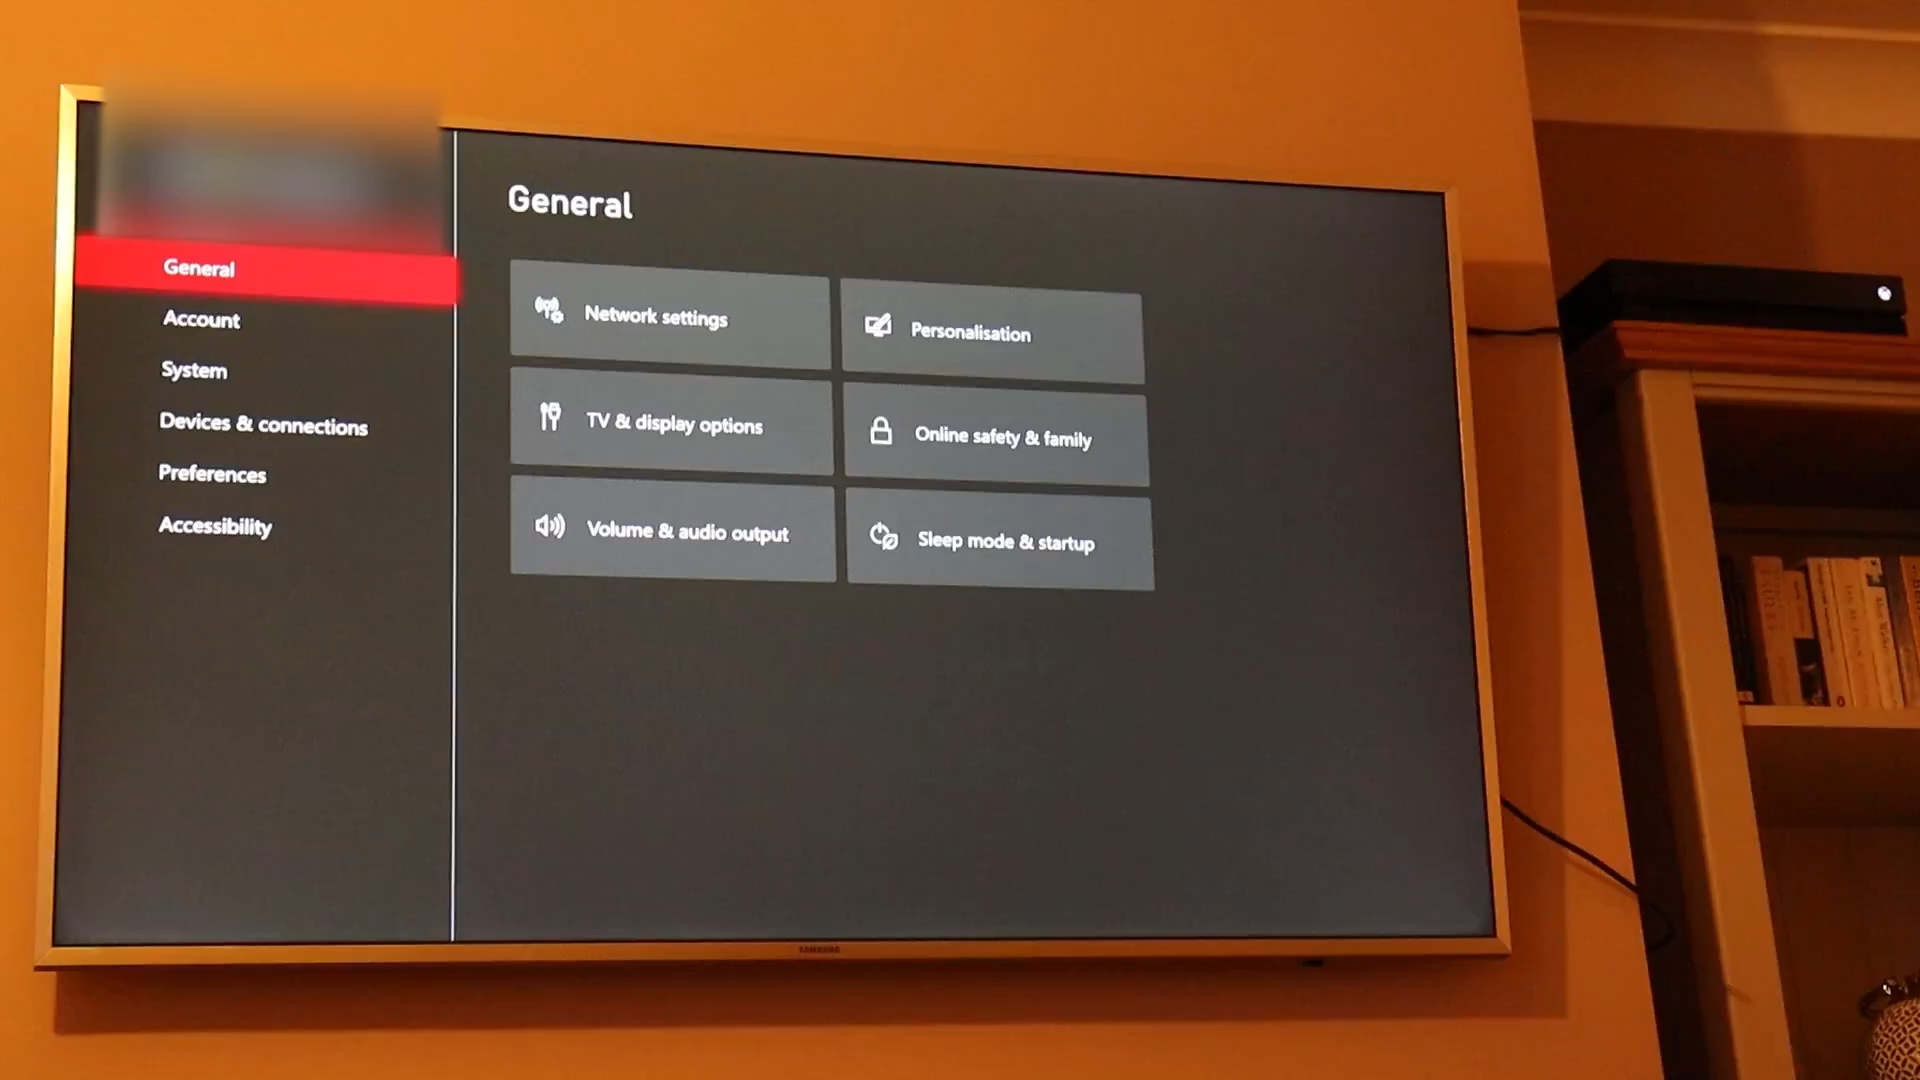 General
Account
System
Devices & connections
Preferences
Accessibility
General
Network settings
Personalisation
TV & display options
Online safety & family
Volume & audio output
Sleep mode & startup
SAMSUNG